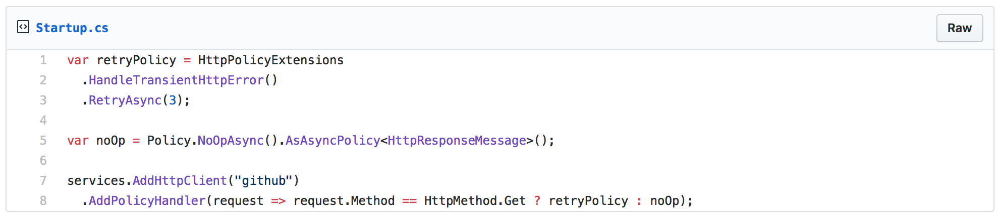 Startup.cs
Raw
1 var retryPolicy = HttpPolicyExtensions
2 .HandleTransientHttpError()
3 .RetryAsync(3);
4
5 var noOp = Policy.NoOpAsync().AsAsyncPolicy<HttpResponseMessage>();
6
7 services.AddHttpClient("github")
8 .AddPolicyHandler(request => request.Method == HttpMethod.Get ? retryPolicy : noOp);